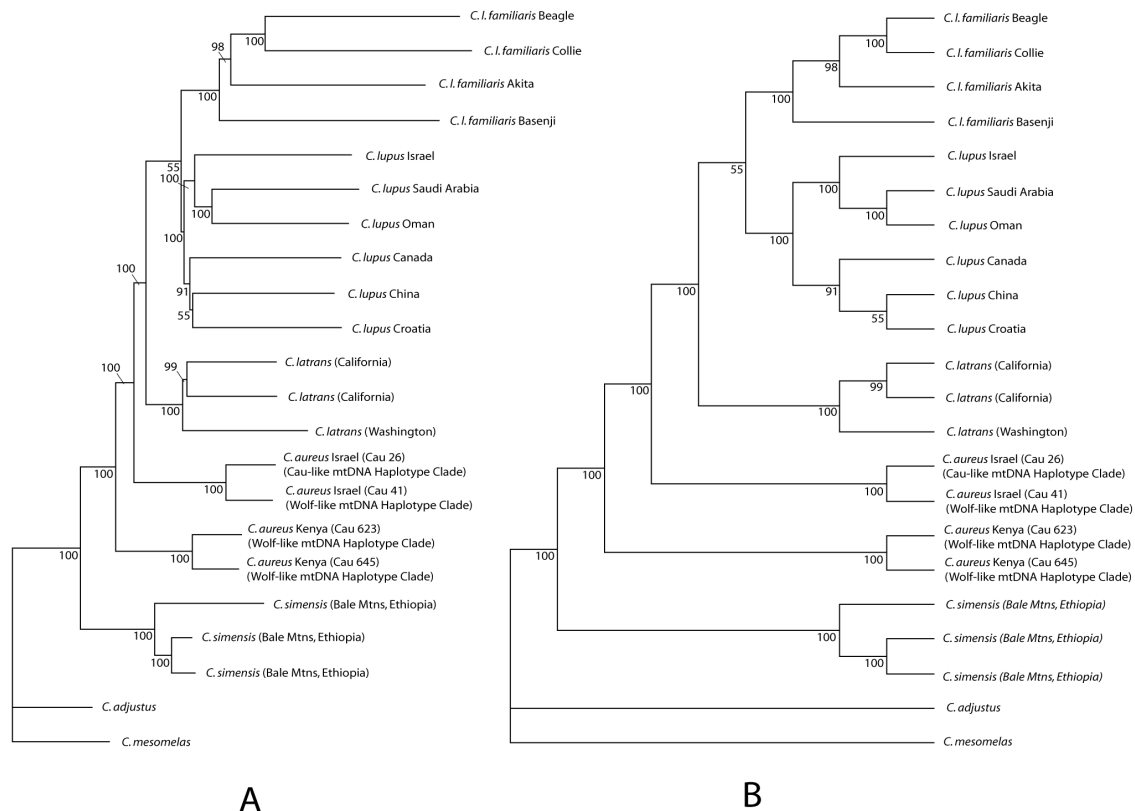 C. l. familiaris Beagle
100
C. l. familiaris Collie
98
C. l. familiaris Akita
100
C. l. familiaris Basenji
C. lupus Israel
55
100
C. lupus Saudi Arabia
100
C. lupus Oman
100
C. lupus Canada
100
91
C. lupus China
55
C. lupus Croatia
C. latrans (California)
99
100
C. latrans (California)
100
C. latrans (Washington)
C. aureus Israel (Cau 26)
(Cau-like mtDNA Haplotype Clade)
100
100
C. aureus Israel (Cau 41)
(Wolf-like mtDNA Haplotype Clade)
C. aureus Kenya (Cau 623)
(Wolf-like mtDNA Haplotype Clade)
100
100
C. aureus Kenya (Cau 645)
(Wolf-like mtDNA Haplotype Clade)
C. simensis (Bale Mtns, Ethiopia)
100
C. simensis (Bale Mtns, Ethiopia)
100
C. simensis (Bale Mtns, Ethiopia)
C. adjustus
C. mesomelas
A
C. l. familiaris Beagle
100
C. l. familiaris Collie
98
C. l. familiaris Akita
100
C. l. familiaris Basenji
C. lupus Israel
55
100
C. lupus Saudi Arabia
100
C. lupus Oman
100
C. lupus Canada
100
91
C. lupus China
55
C. lupus Croatia
C. latrans (California)
99
100
C. latrans (California)
100
C. latrans (Washington)
C. aureus Israel (Cau 26)
(Cau-like mtDNA Haplotype Clade)
100
100
C. aureus Israel (Cau 41)
(Wolf-like mtDNA Haplotype Clade)
C. aureus Kenya (Cau 623)
(Wolf-like mtDNA Haplotype Clade)
100
100
C. aureus Kenya (Cau 645)
(Wolf-like mtDNA Haplotype Clade)
C. simensis (Bale Mtns, Ethiopia)
100
C. simensis (Bale Mtns, Ethiopia)
100
C. simensis (Bale Mtns, Ethiopia)
C. adjustus
C. mesomelas
B